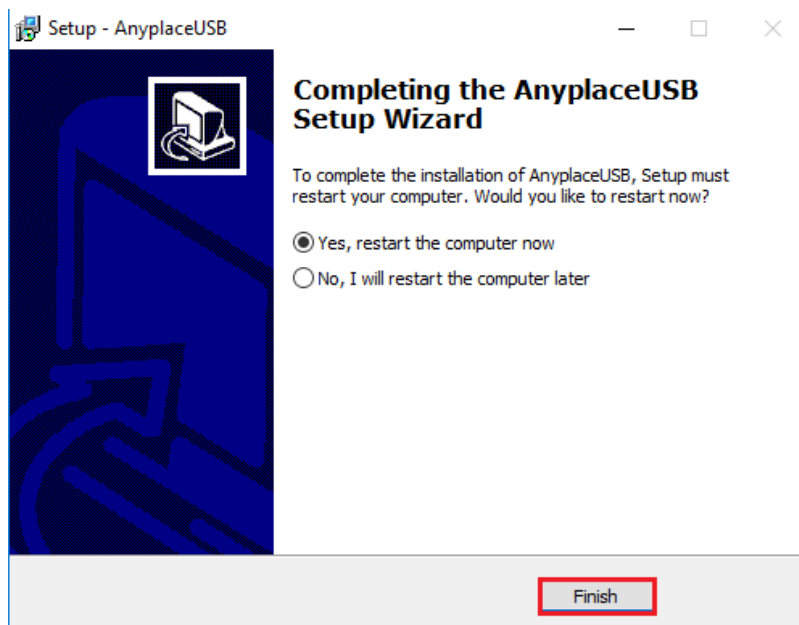 Setup - AnyplaceUSB
Completing the AnyplaceUSB
Setup Wizard
To complete the installation of AnyplaceUSB, Setup must
restart your computer. Would you like to restart now?
Yes, restart the computer now
No, I will restart the computer later
Finish